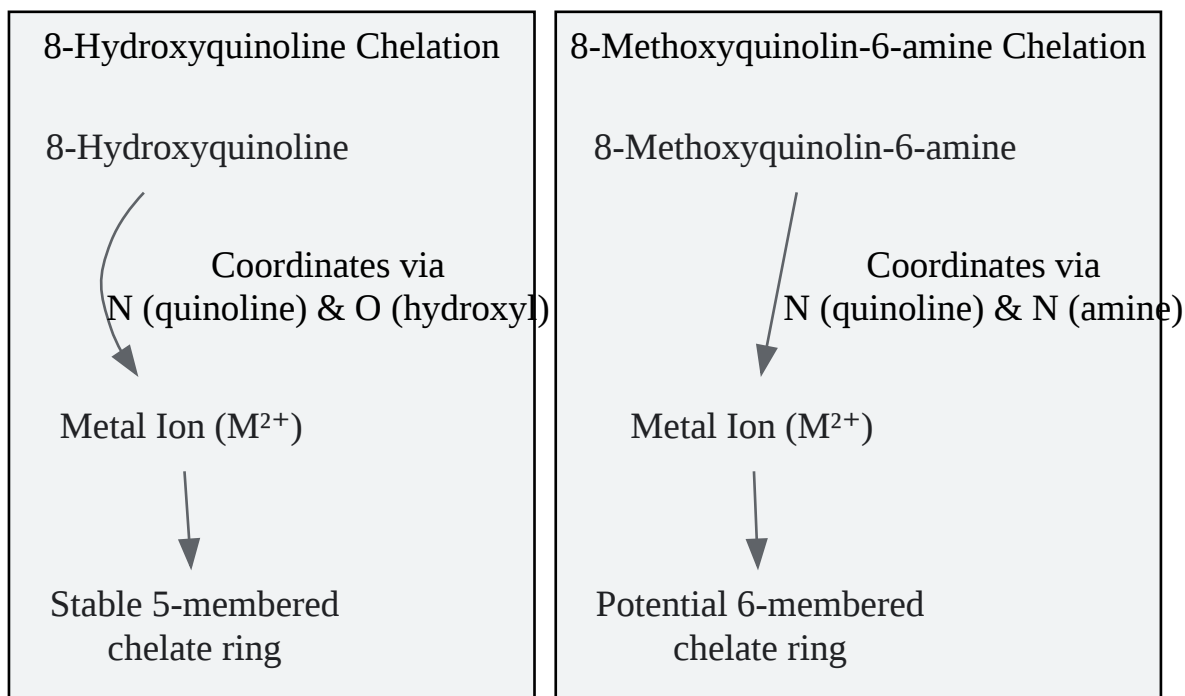 8-Hydroxyquinoline Chelation
8-Hydroxyquinoline
Coordinates via
N (quinoline) & O (hydroxyl)
Metal Ion (M²⁺)
Stable 5-membered
chelate ring
8-Methoxyquinolin-6-amine Chelation
8-Methoxyquinolin-6-amine
Coordinates via
N (quinoline) & N (amine)
Metal Ion (M²⁺)
Potential 6-membered
chelate ring